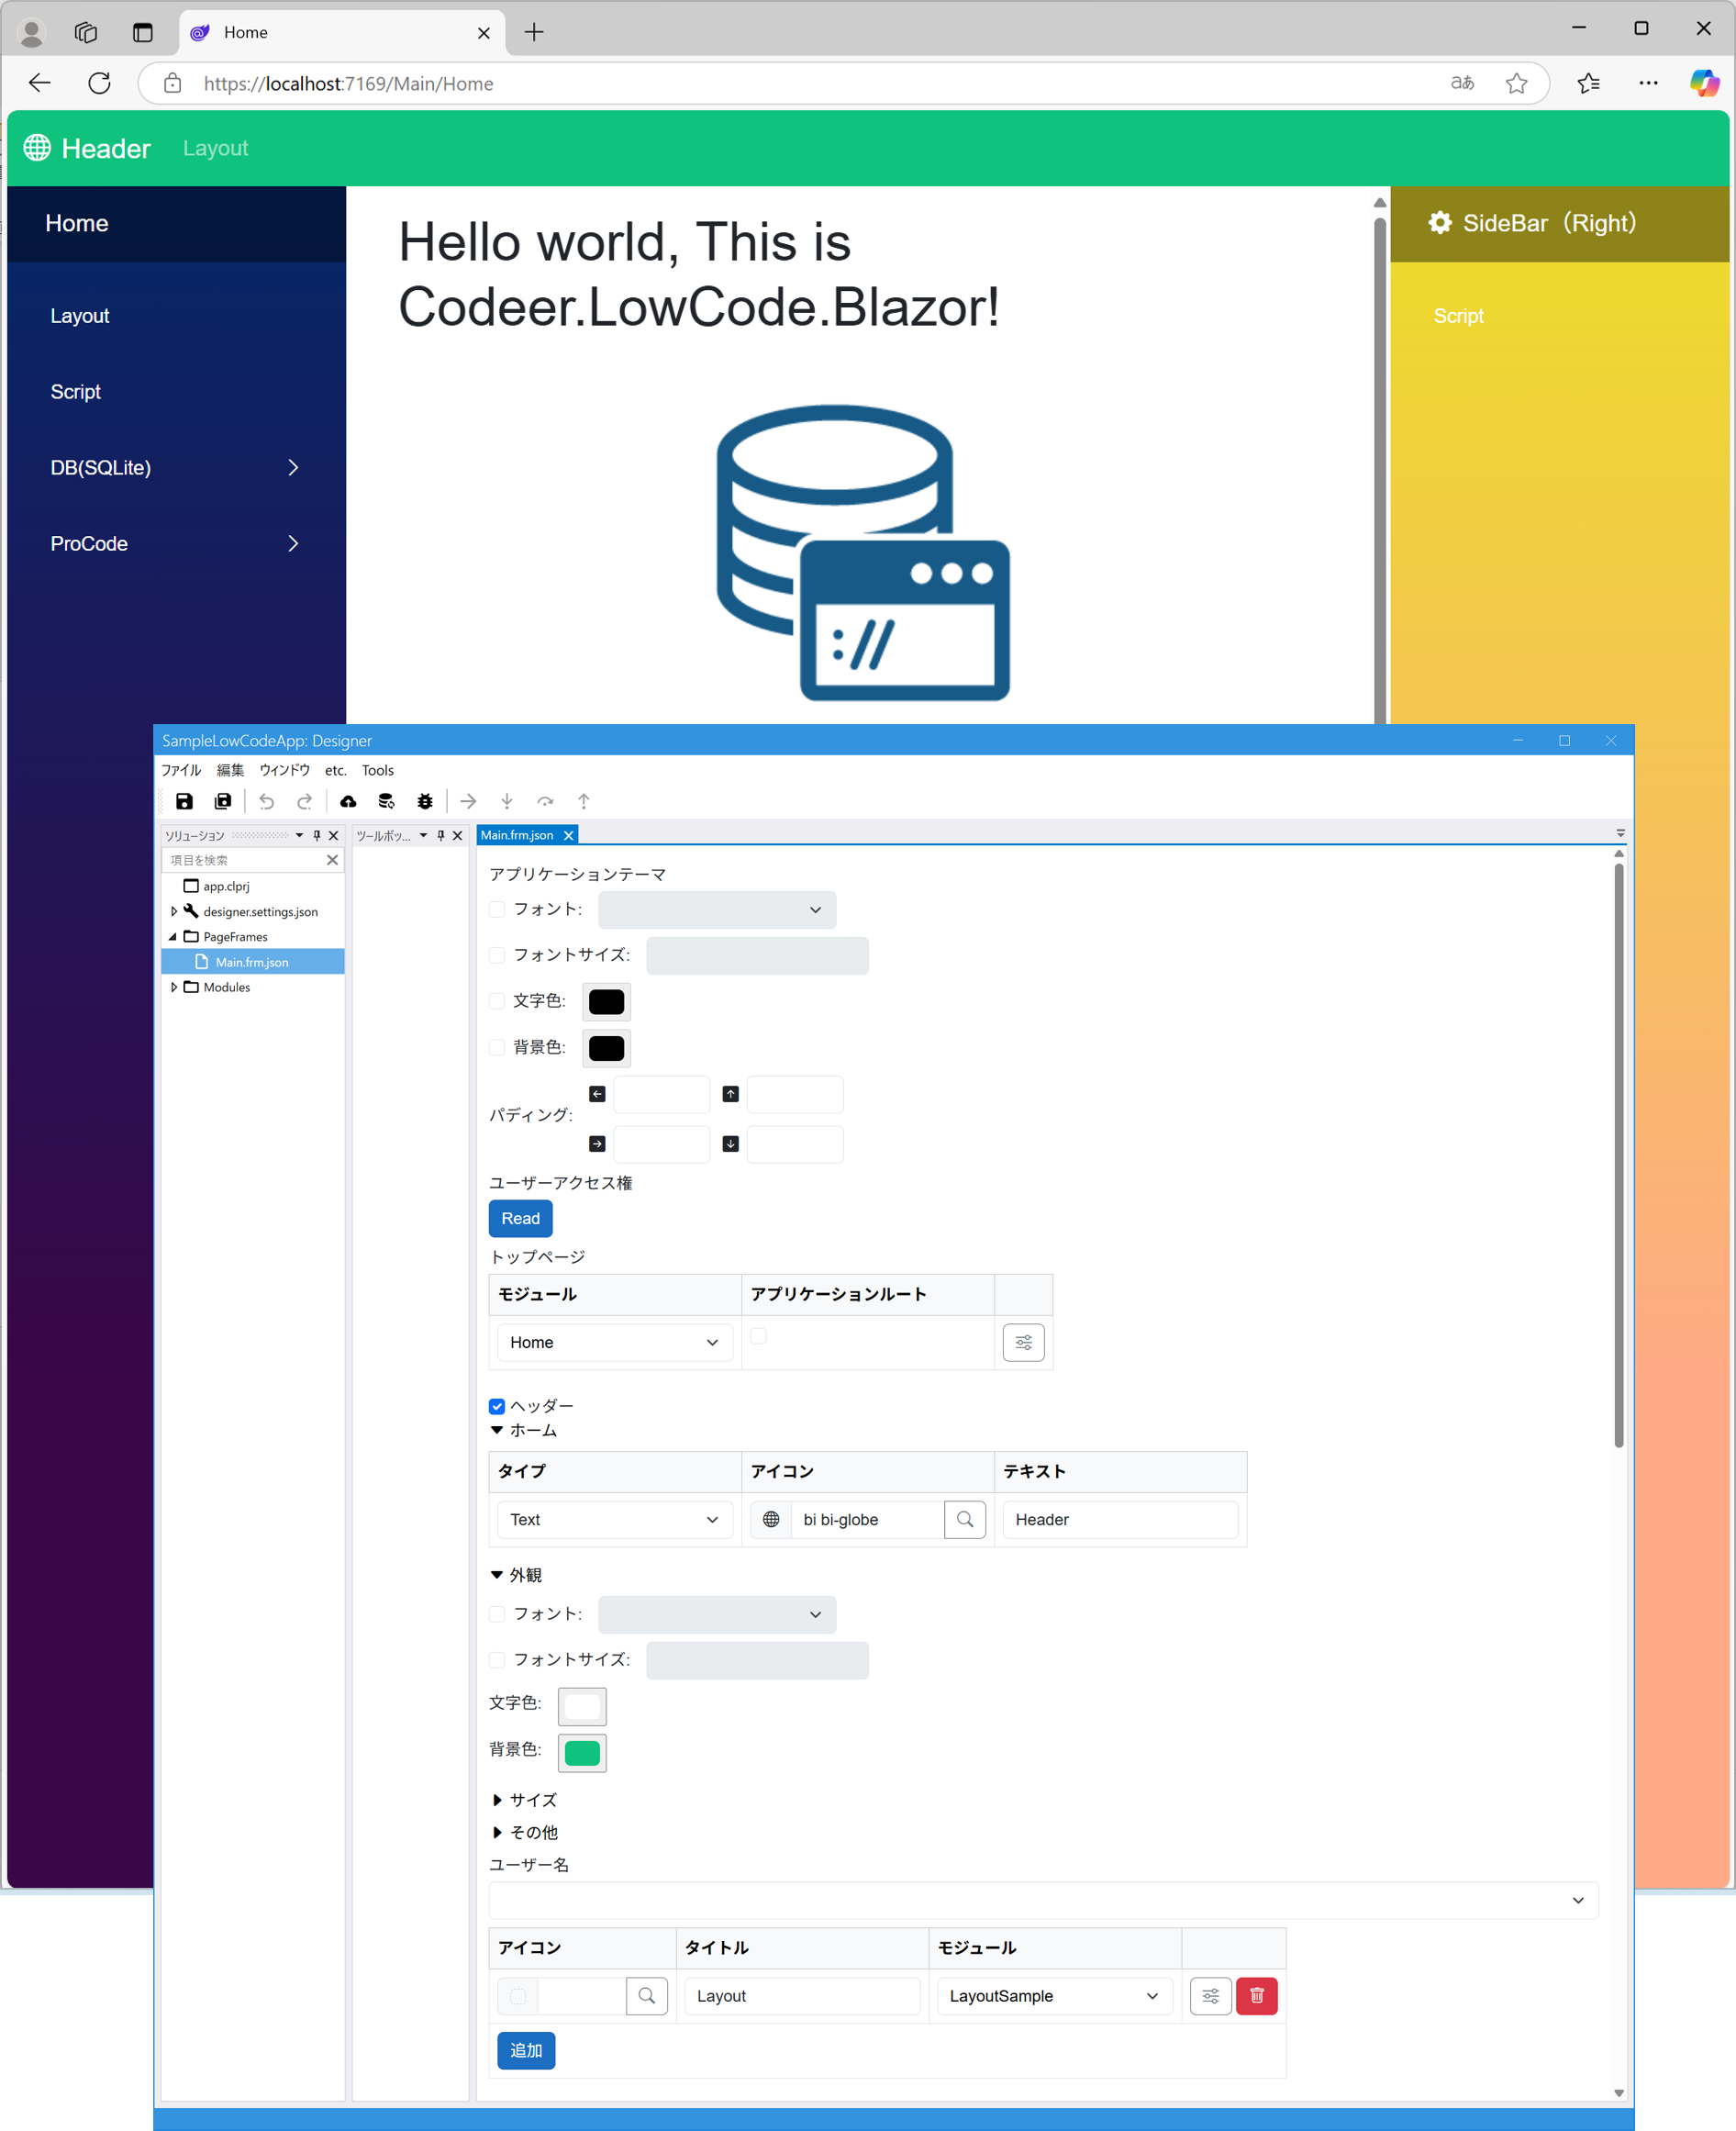 Home
https://localhost:7169/Main/Home
aあ
Header
Layout
Home
Layout
Script
DB(SQLite)
ProCode
Hello world, This is
Codeer.LowCode.Blazor!
://
SideBar（Right）
Script
SampleLowCodeApp: Designer
ファイル 編集 ウィンドウ etc. Tools
ソリューション
項目を検索
app.clprj
designer.settings.json
PageFrames
Main.frm.json
Modules
ツールボッ...
Main.frm.json
アプリケーションテーマ
フォント:
フォントサイズ:
文字色:
背景色:
パディング:
ユーザーアクセス権
Read
トップページ
モジュール アプリケーションルート
Home
ヘッダー
ホーム
タイプ アイコン テキスト
Text bi bi-globe Header
外観
フォント:
フォントサイズ:
文字色:
背景色:
サイズ
その他
ユーザー名
アイコン タイトル モジュール
Layout LayoutSample
追加